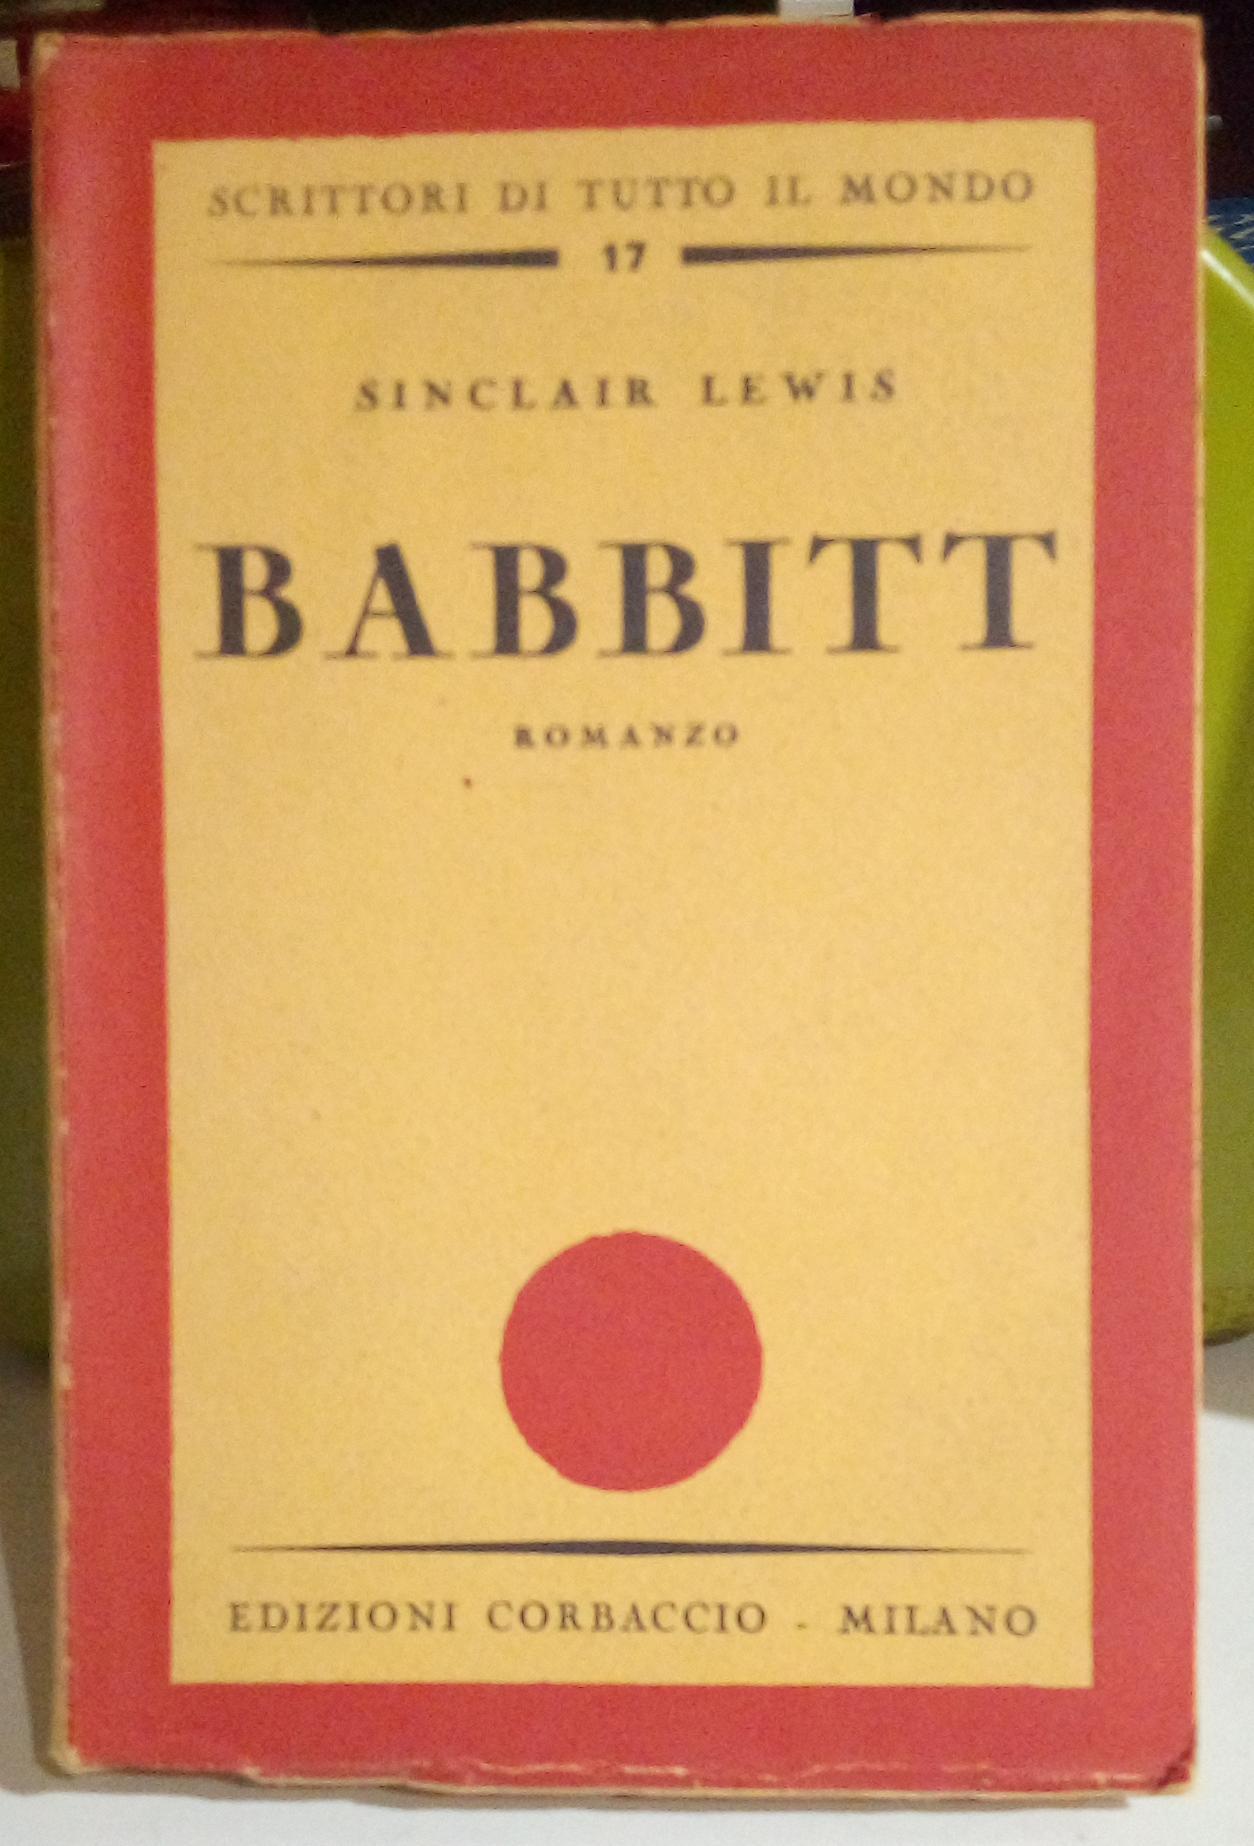 SCRITTORI DI TUTTO IL MONDO
17
SINCLAIR LEWIS
BABBITT
ROMANZO
EDIZIONI CORBACCIO - MILANO